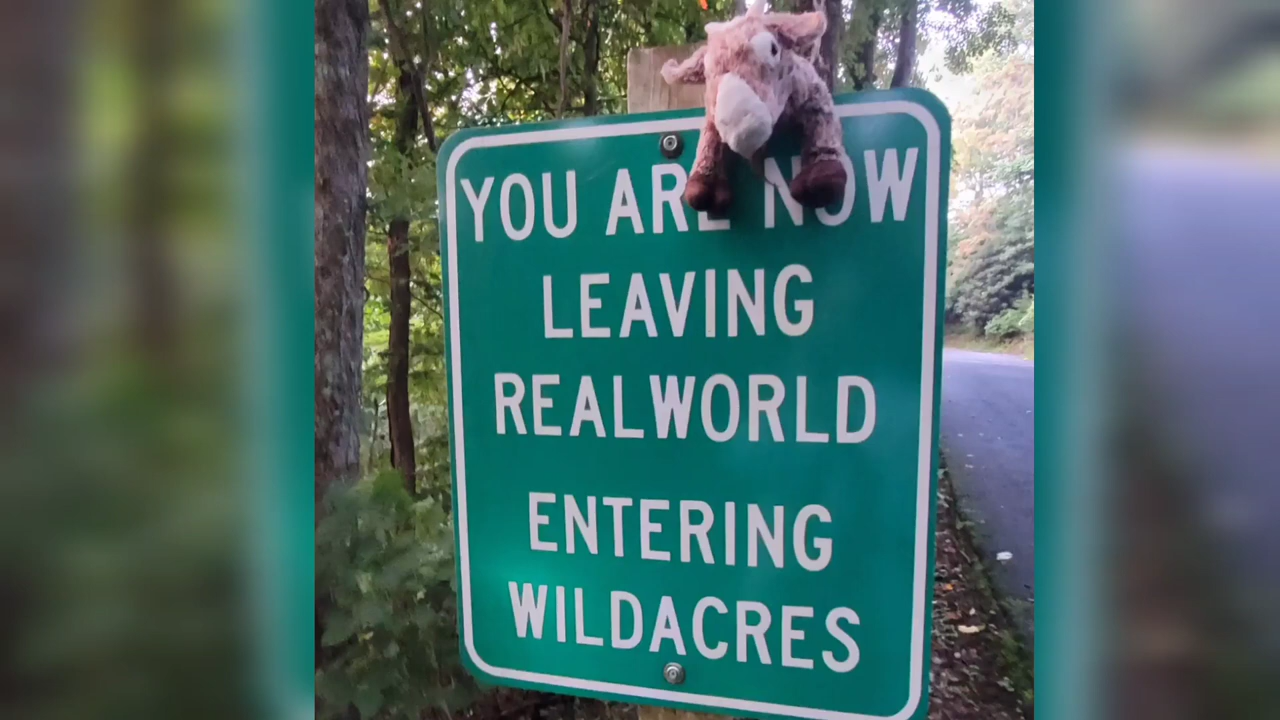 YOU ARE NOW
LEAVING
REALWORLD
ENTERING
WILDACRES